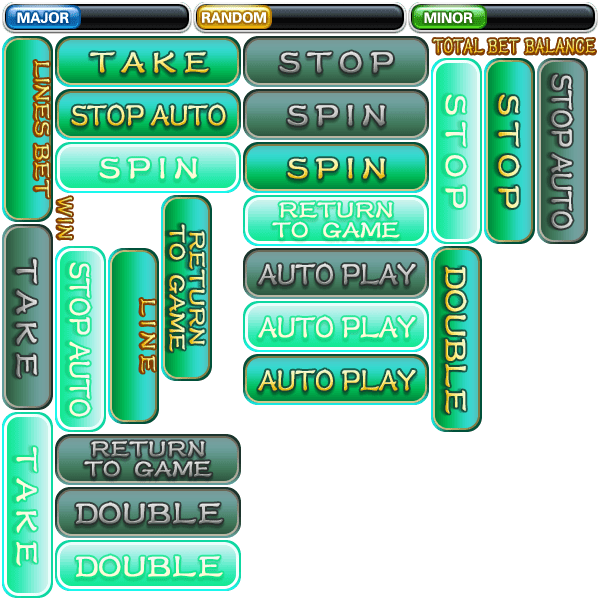 MAJOR
RANDOM
MINOR
LINES BET
TAKE
STOP
TOTAL BET BALANCE
STOP AUTO
SPIN
STOP
STOP
STOP AUTO
SPIN
SPIN
WIN
RETURN
TO GAME
RETURN
TO GAME
TAKE
STOP AUTO
LINE
AUTO PLAY
DOUBLE
AUTO PLAY
AUTO PLAY
TAKE
RETURN
TO GAME
DOUBLE
DOUBLE